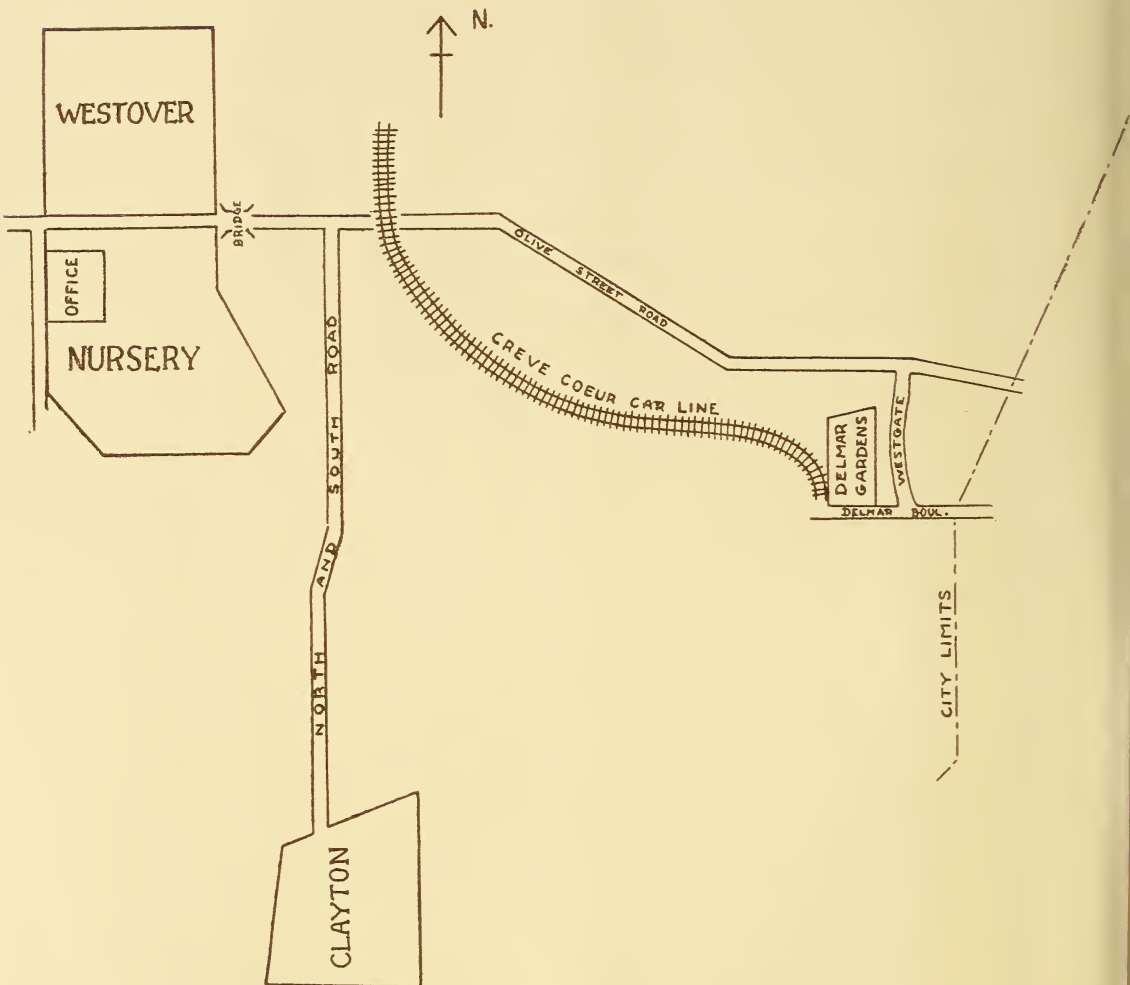 N.
WESTOVER
BRIDGE
OFFICE
NURSERY
OLIVE STREET ROAD
CREVE COEUR CAR LINE
NORTH AND SOUTH ROAD
DELMAR
GARDENS
WESTGATE
DELMAR BOUL.
CITY LIMITS
CLAYTON